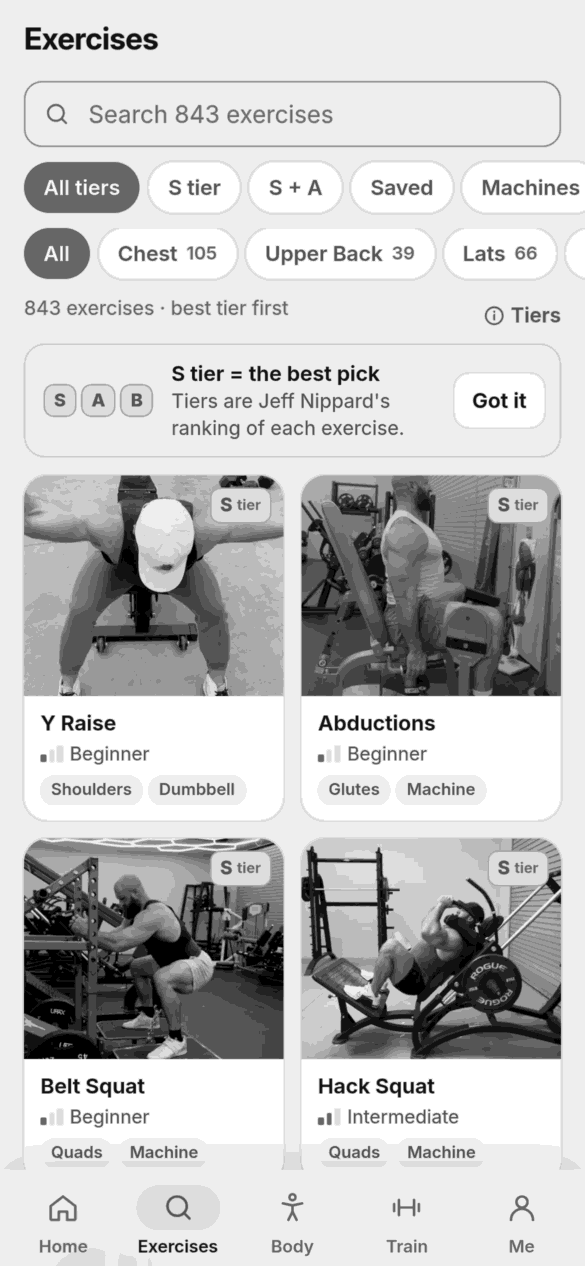 Exercises
Search 843 exercises
All tiers S tier S + A Saved Machines
All Chest 105 Upper Back 39 Lats 66
843 exercises · best tier first
Tiers
S A B
S tier = the best pick
Tiers are Jeff Nippard's
ranking of each exercise.
Got it
S tier
S tier
Y Raise
Beginner
Shoulders Dumbbell
Abductions
Beginner
Glutes Machine
S tier
S tier
ROGUE
ROGUE
Belt Squat
Beginner
Quads Machine
Hack Squat
Intermediate
Quads Machine
Home Exercises Body Train Me